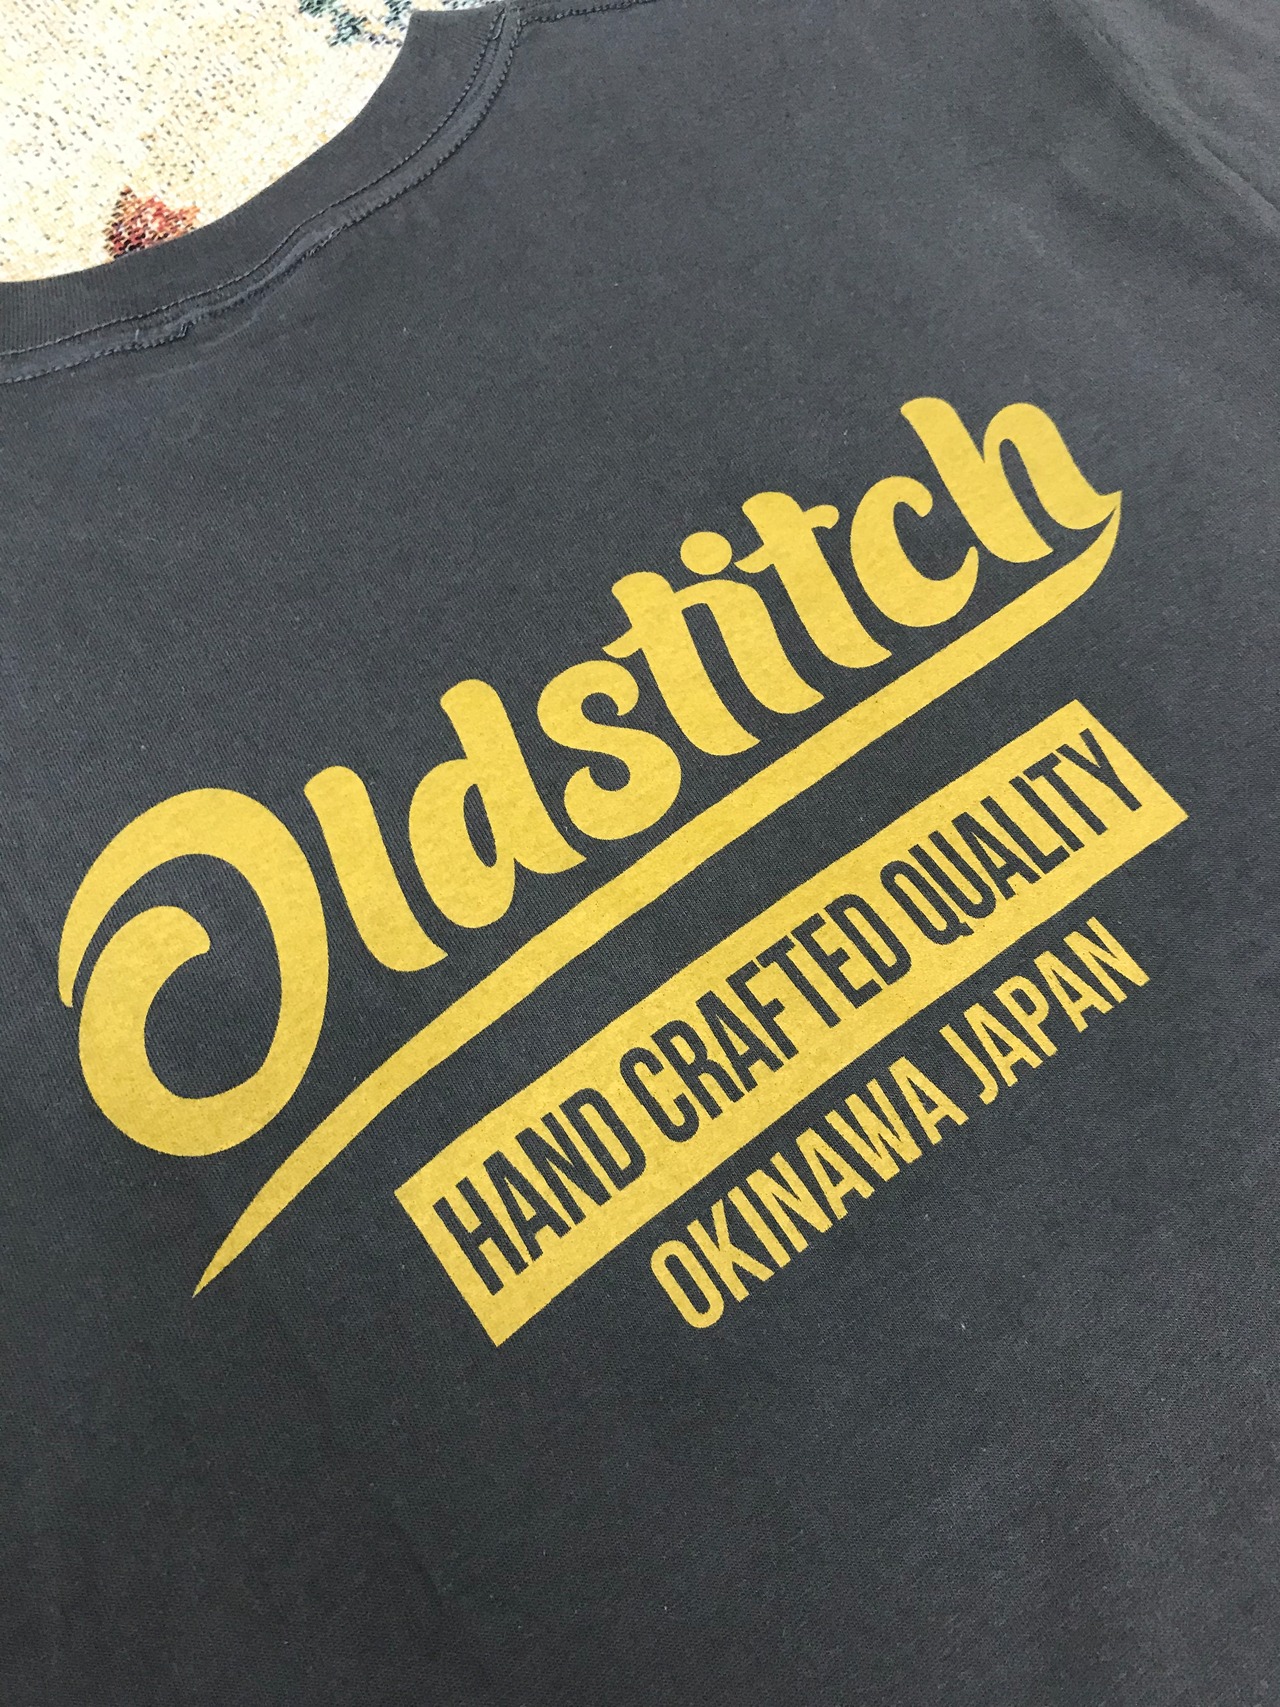 Oldstitch
HAND CRAFTED QUALITY
OKINAWA JAPAN